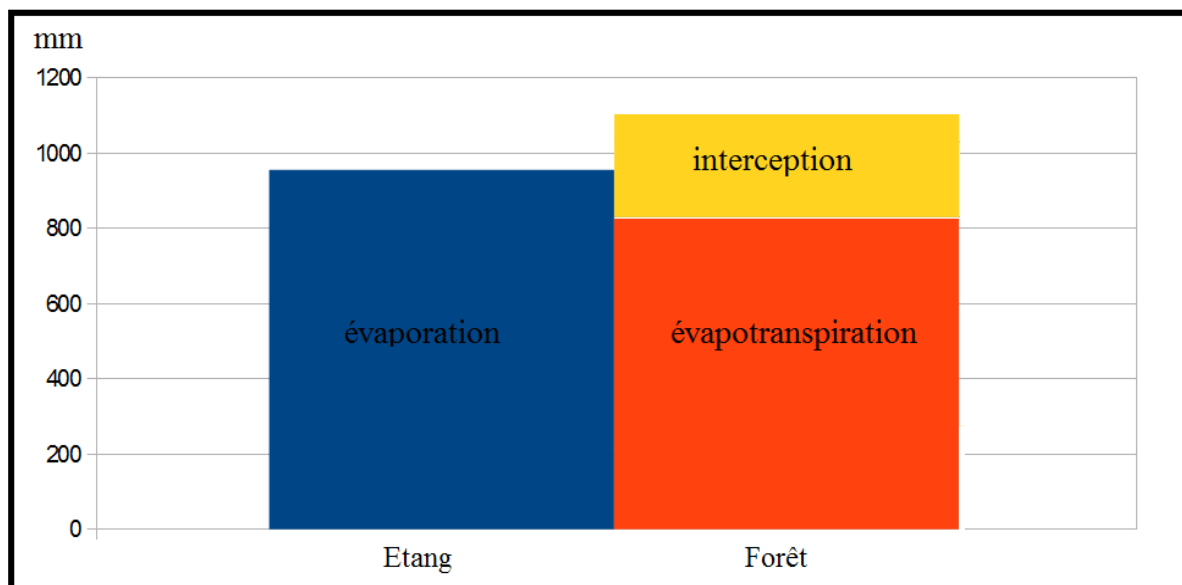 mm
1200
1000
interception
800
600
évaporation
évapotranspiration
400
200
0
Etang
Forêt